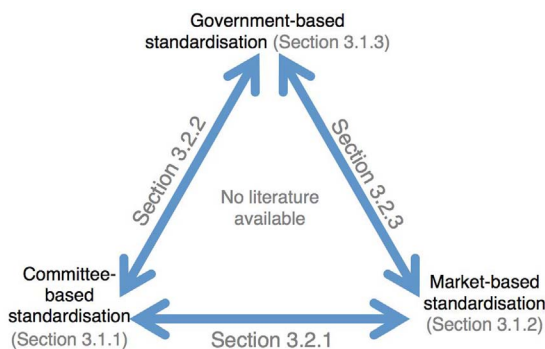 Government-based
standardisation (Section 3.1.3)
Section 3.2.2
Section 3.2.3
No literature
available
Committee-
based
standardisation
(Section 3.1.1)
Market-based
standardisation
(Section 3.1.2)
Section 3.2.1